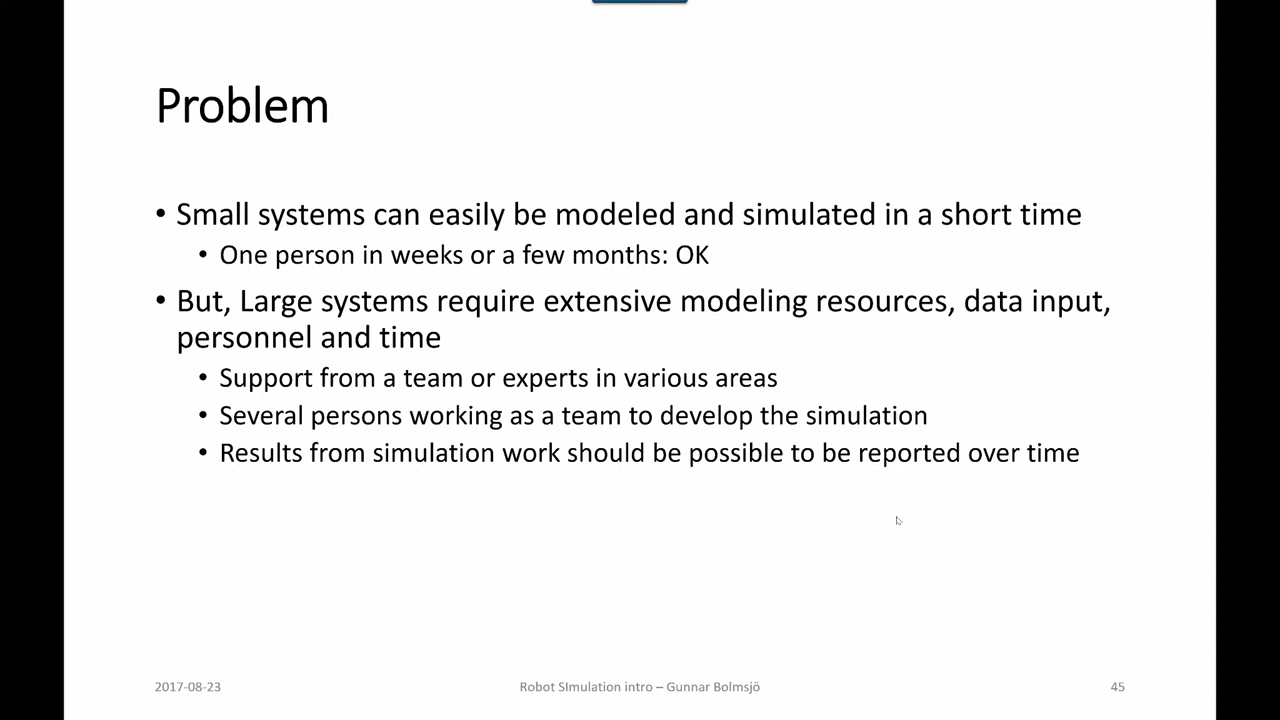 Problem
• Small systems can easily be modeled and simulated in a short time
• One person in weeks or a few months: OK
• But, Large systems require extensive modeling resources, data input,
personnel and time
• Support from a team or experts in various areas
• Several persons working as a team to develop the simulation
• Results from simulation work should be possible to be reported over time
2017-08-23
Robot SImulation intro – Gunnar Bolmsjö
45